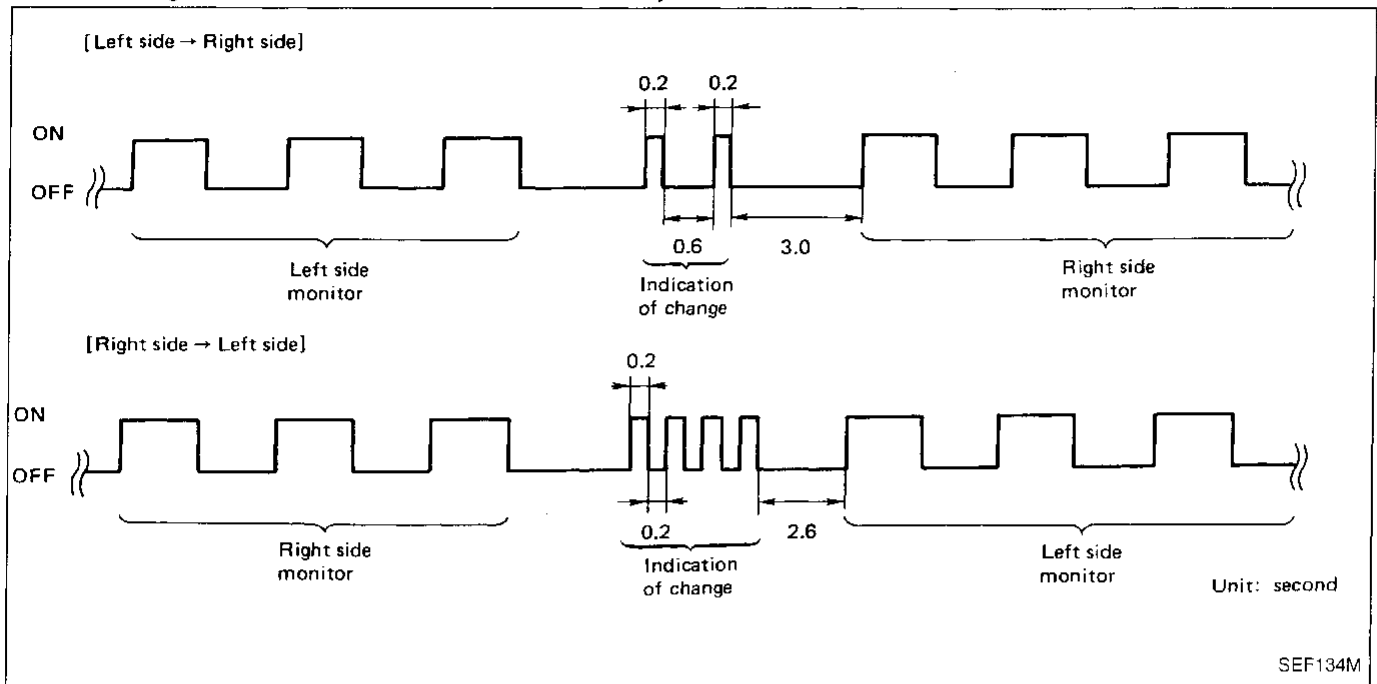 [Left side → Right side]
0.2 0.2
ON
OFF
0.6 3.0
Left side
monitor
Indication
of change
Right side
monitor
[Right side → Left side]
0.2
ON
OFF
0.2 2.6
Right side
monitor
Indication
of change
Left side
monitor
Unit: second
SEF134M